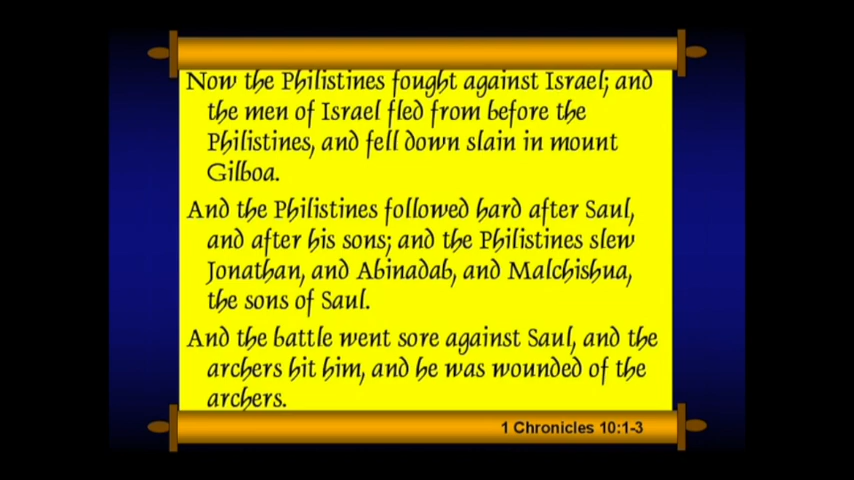 Now the Philistines fought against Israel; and
the men of Israel fled from before the
Philistines, and fell down slain in mount
Gilboa.
And the Philistines followed hard after Saul,
and after his sons; and the Philistines slew
Jonathan, and Abinadab, and Malchishua,
the sons of Saul.
And the battle went sore against Saul, and the
archers hit him, and he was wounded of the
archers.
1 Chronicles 10:1-3